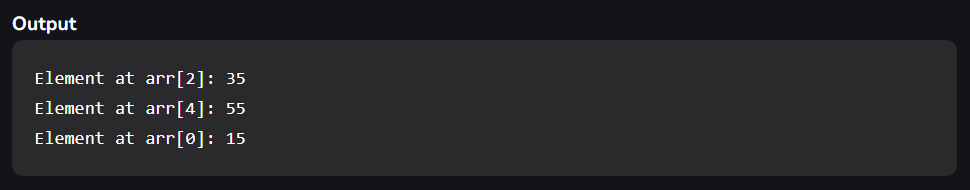 Output
Element at arr[2]: 35
Element at arr[4]: 55
Element at arr[0]: 15